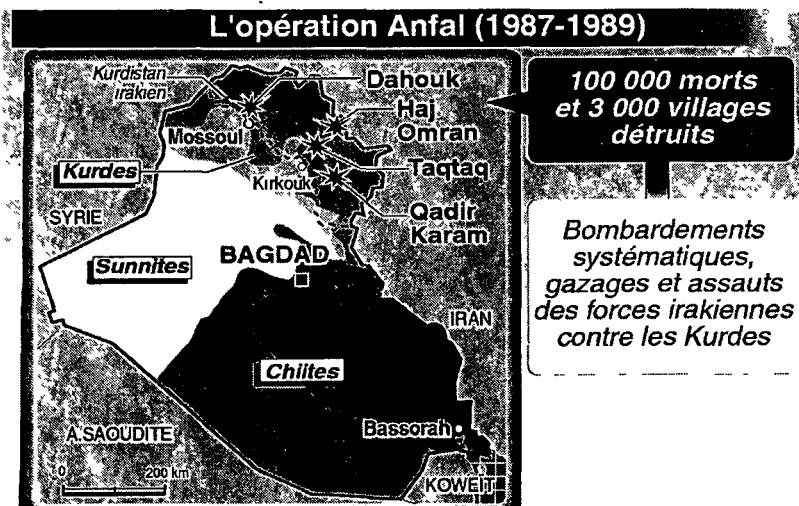 L'opération Anfal (1987-1989)
Kurdistan
irakien
Dahouk
Haj
Omran
Mossoul
Kurdes
Taqtaq
Kirkouk
Qadir
Karam
SYRIE
BAGDAD
Sunnites
IRAN
Chiites
Bassorah
A.SAOUDITE
0 200 km
KOWEÏT
100 000 morts
et 3 000 villages
détruits
Bombardements
systématiques,
gazages et assauts
des forces irakiennes
contre les Kurdes